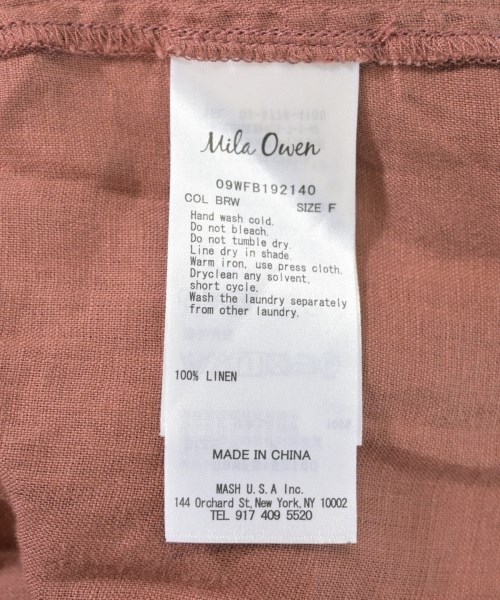 Mila Owen
09WFB192140
COL BRW SIZE F
Hand wash cold.
Do not bleach.
Do not tumble dry.
Line dry in shade.
Warm iron, use press cloth.
Dryclean any solvent,
short cycle.
Wash the laundry separately
from other laundry.
100% LINEN
MADE IN CHINA
MASH U.S.A Inc.
144 Orchard St, New York, NY 10002
TEL 917 409 5520